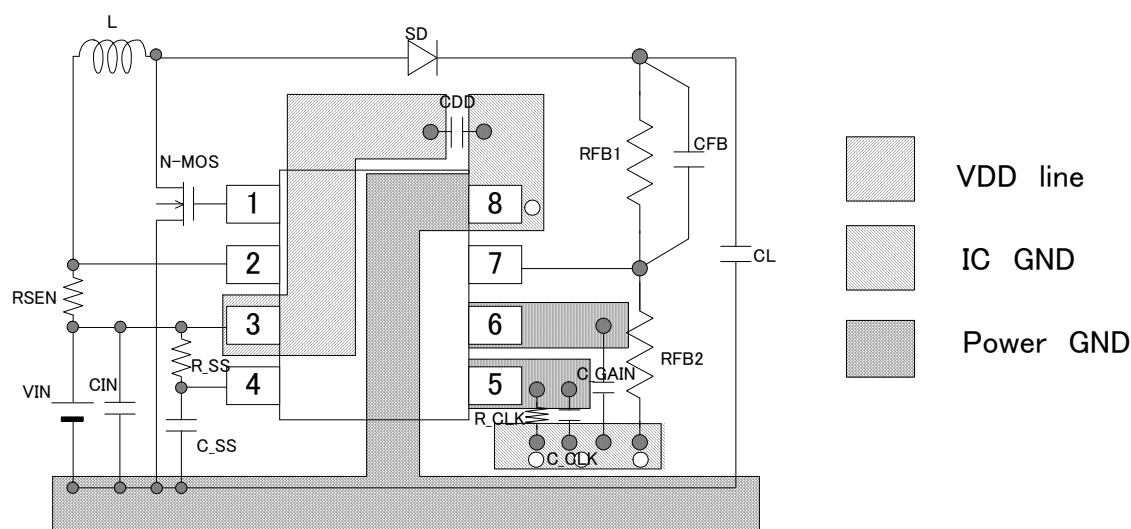 L
SD
CDD
N-MOS
RFB1
CFB
VDD line
1
8
2
7
CL
IC GND
RSEN
3
6
R_SS
RFB2
Power GND
VIN
CIN
4
5
C_GAIN
R_CLK
C_SS
C_CLK